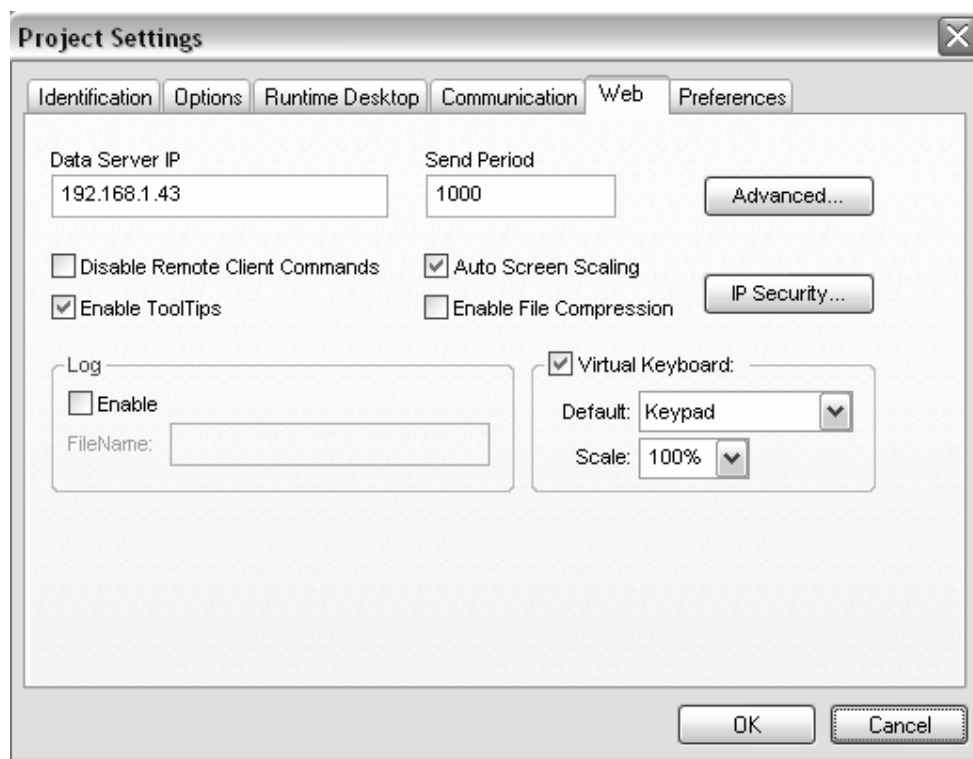 Project Settings
Identification Options Runtime Desktop Communication Web Preferences
Data Server IP Send Period
192.168.1.43 1000 Advanced...
Disable Remote Client Commands Auto Screen Scaling
Enable ToolTips Enable File Compression IP Security...
Log Virtual Keyboard:
Enable Default: Keypad
FileName: Scale: 100%
OK Cancel